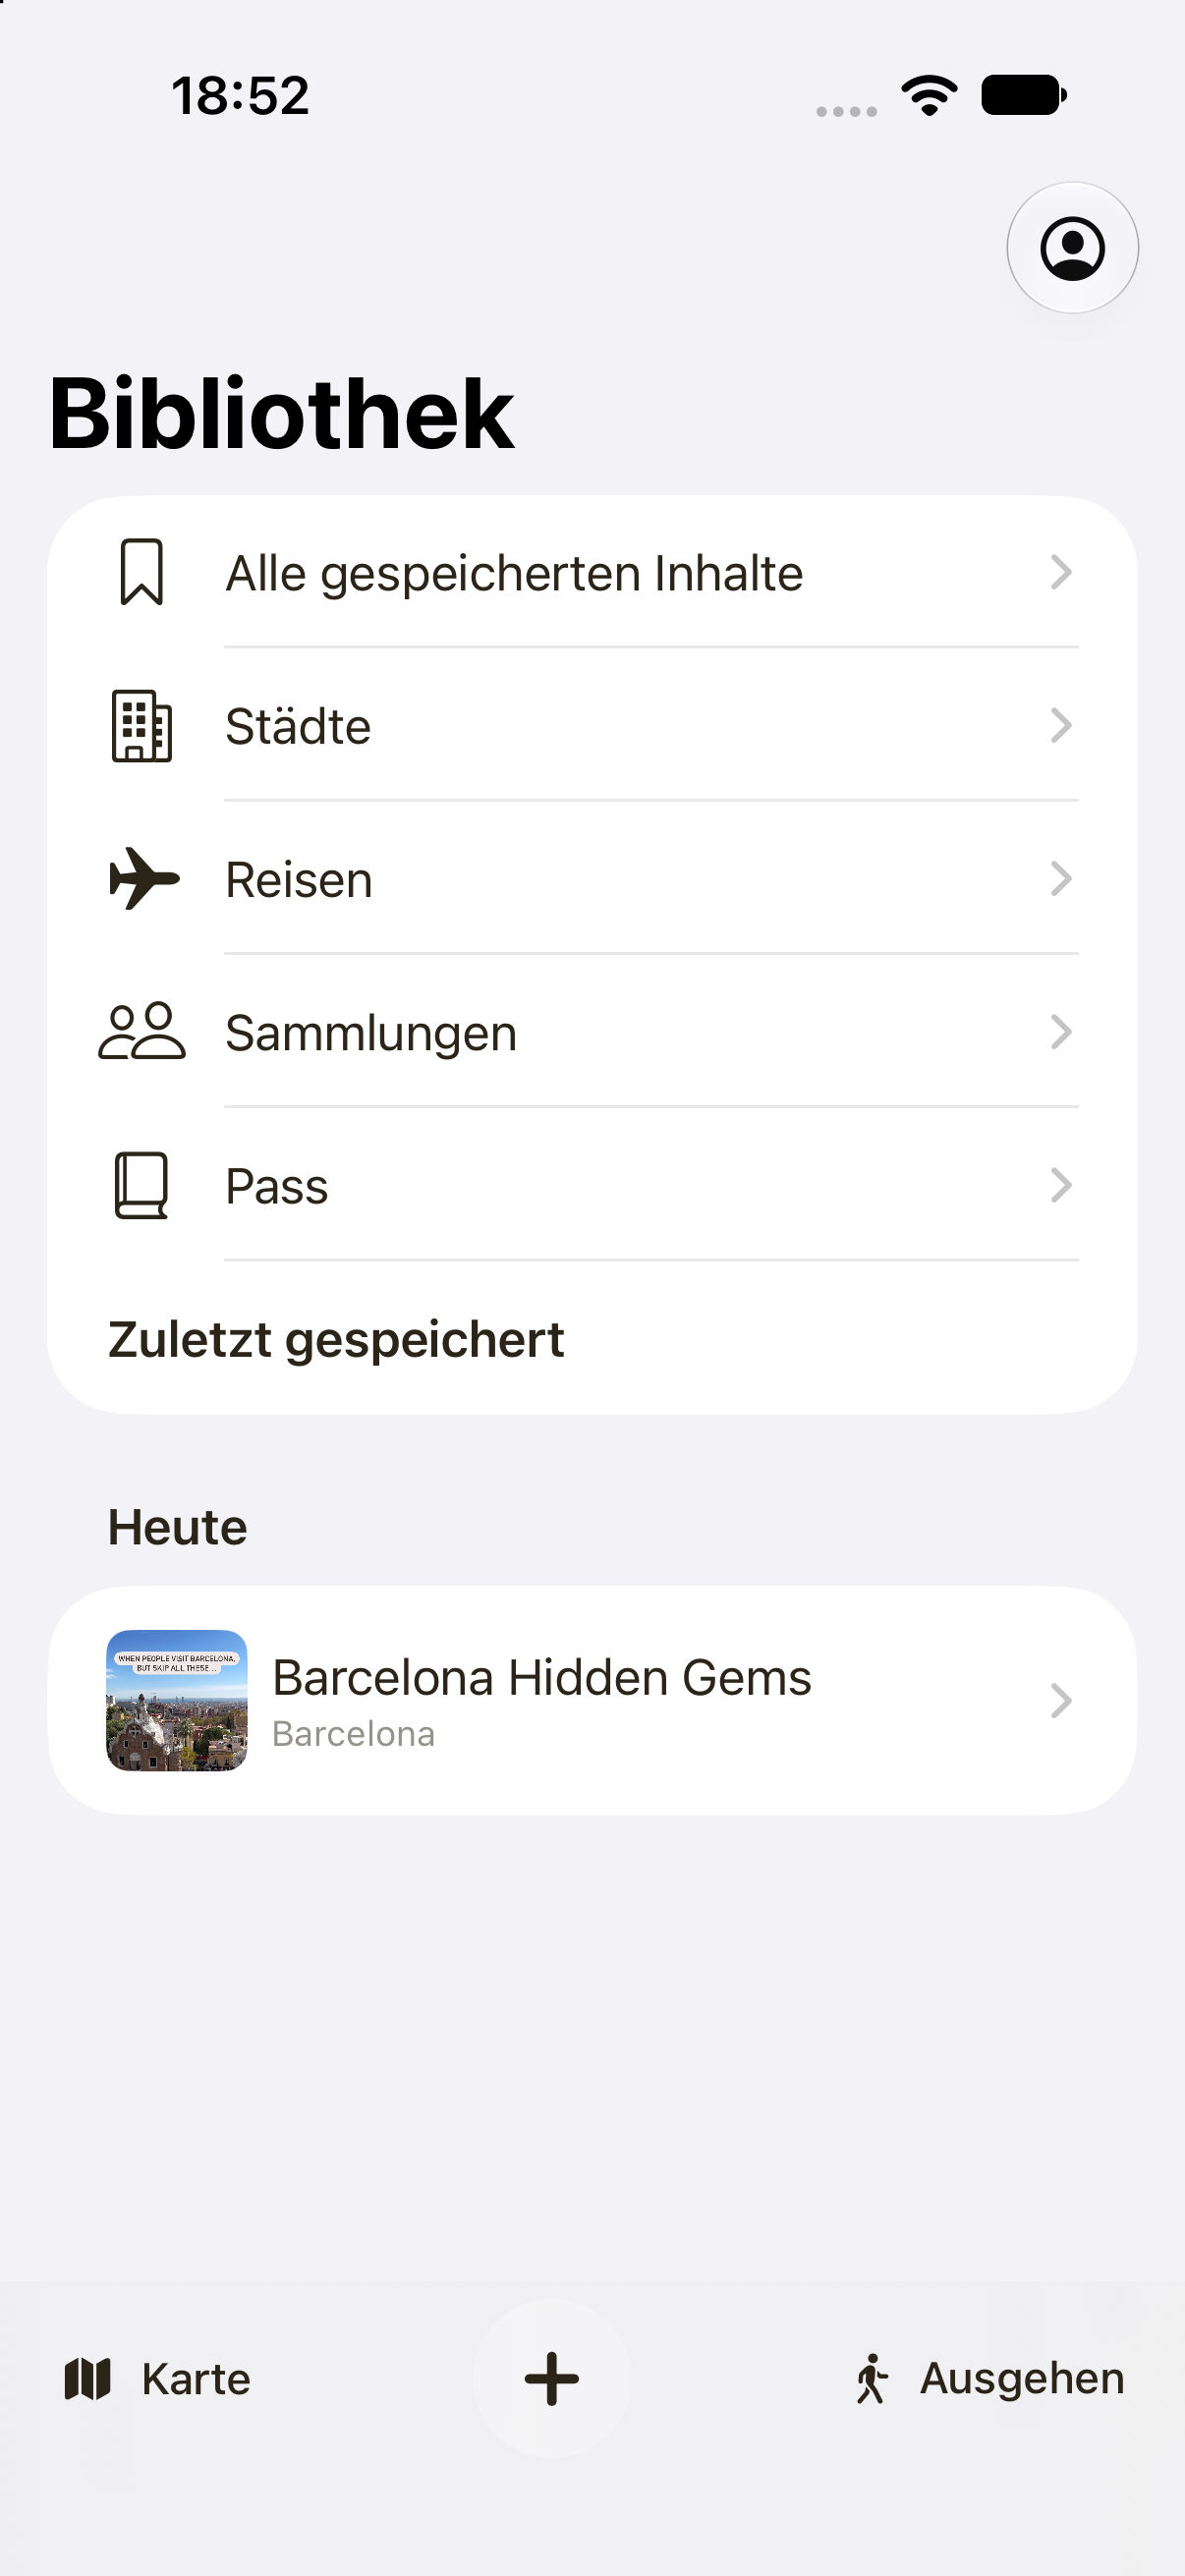 18:52
Bibliothek
Alle gespeicherten Inhalte
Städte
Reisen
Sammlungen
Pass
Zuletzt gespeichert
Heute
WHEN PEOPLE VISIT BARCELONA,
BUT SKIP ALL THESE...
Barcelona Hidden Gems
Barcelona
Karte
Ausgehen